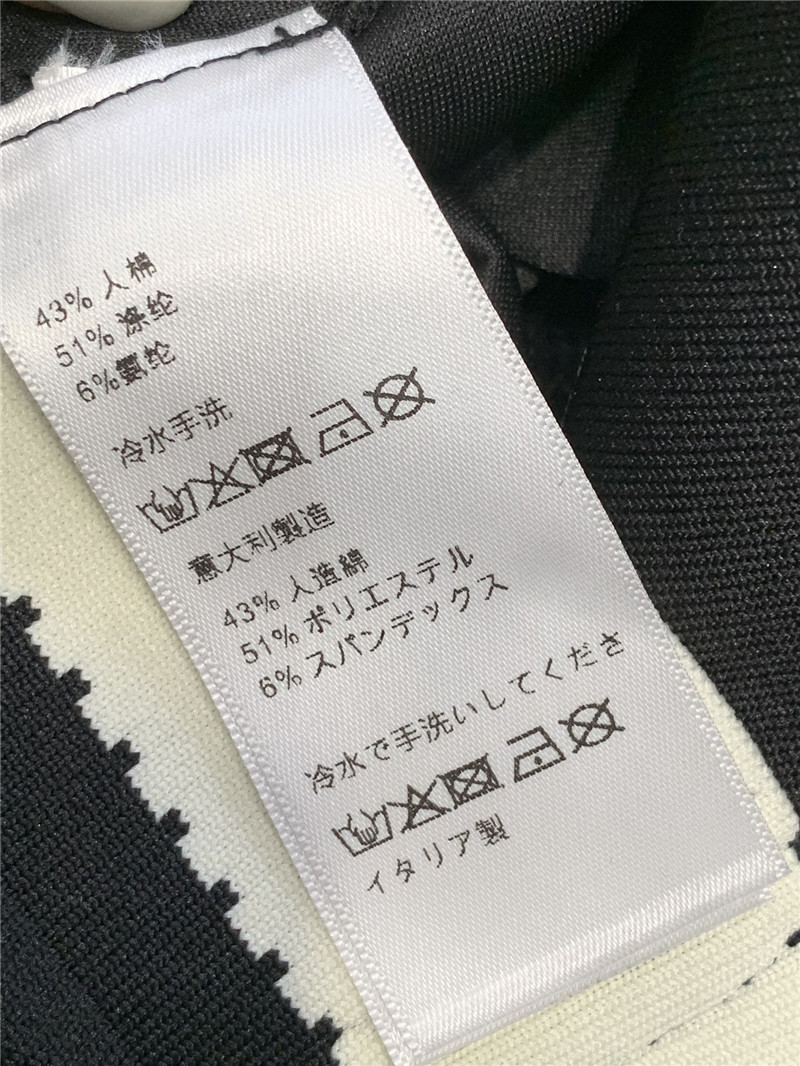 43% 人棉
51% 涤纶
6% 氨纶
冷水手洗
意大利製造
43% 人造綿
51% ポリエステル
6% スパンデックス
冷水で手洗いしてくださ
イタリア製